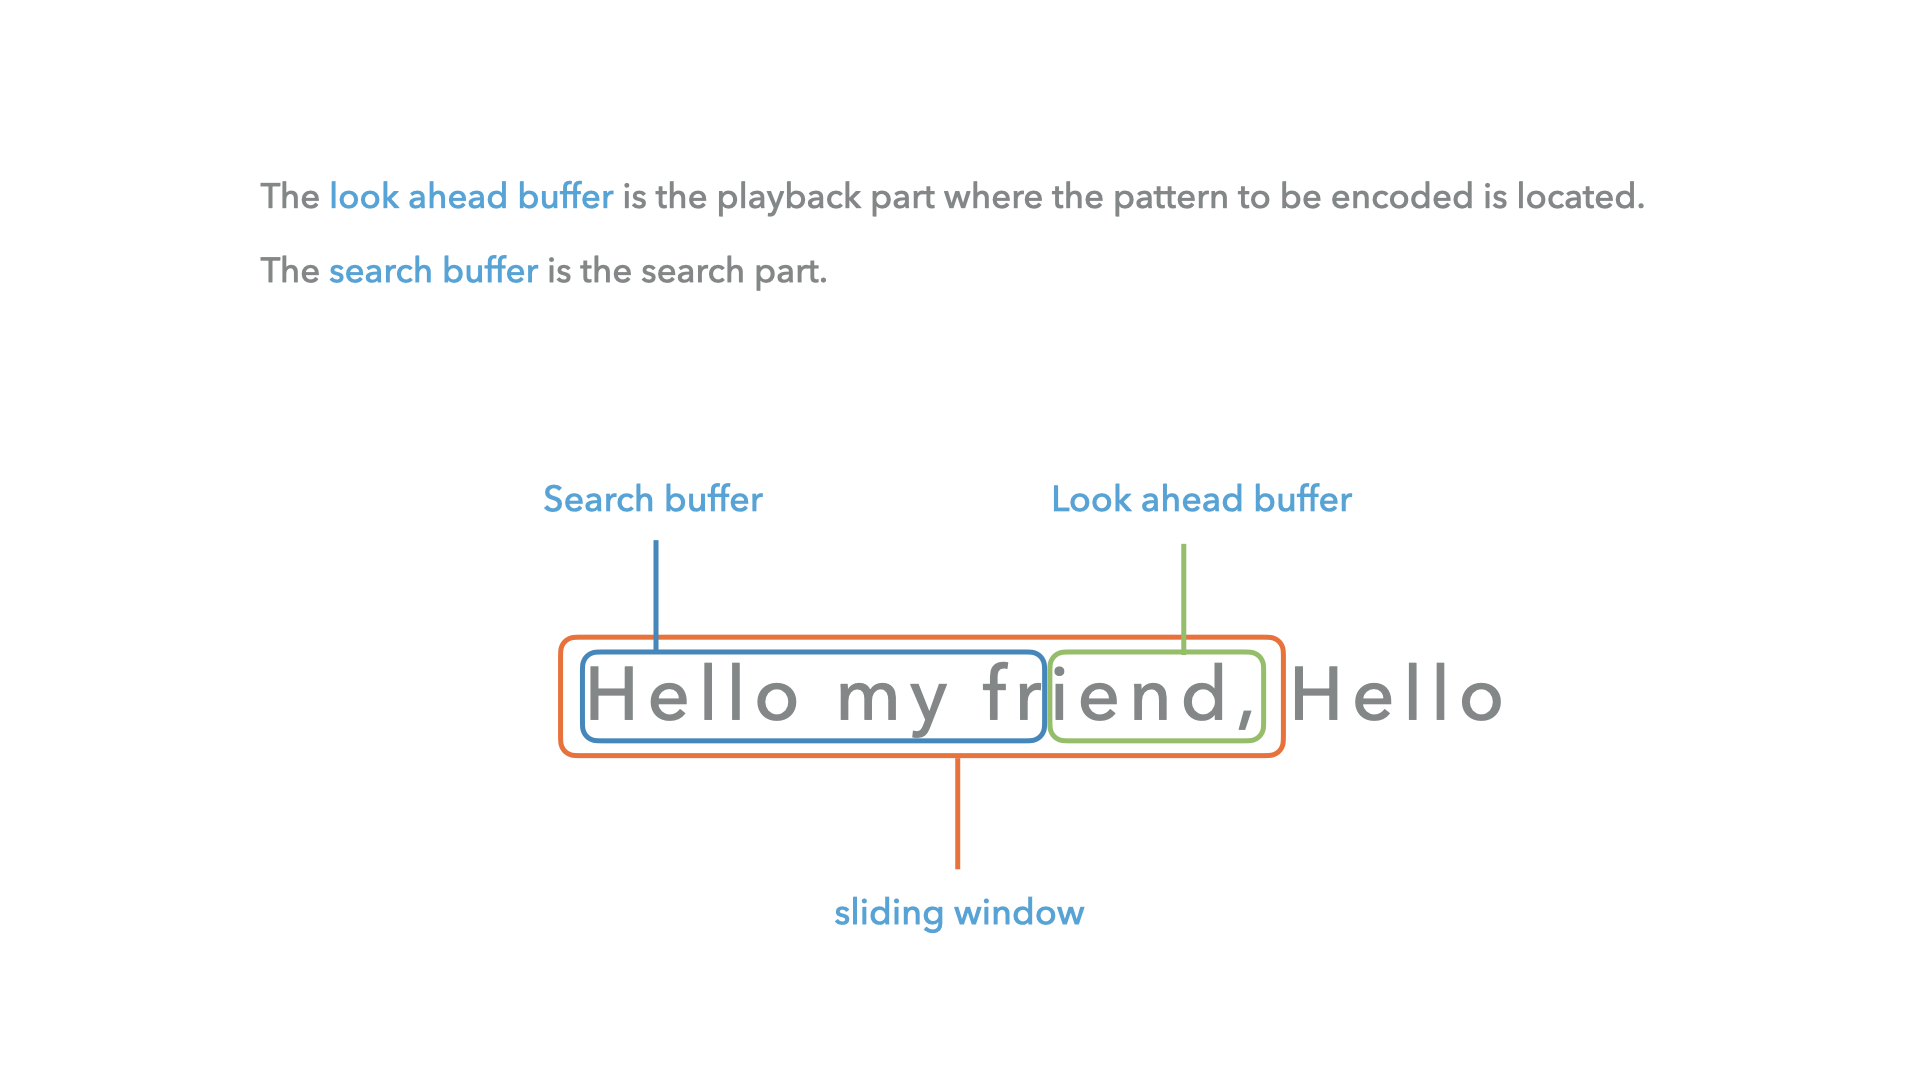 The look ahead buffer is the playback part where the pattern to be encoded is located.
The search buffer is the search part.
Search buffer
Look ahead buffer
Hello my friend, Hello
sliding window